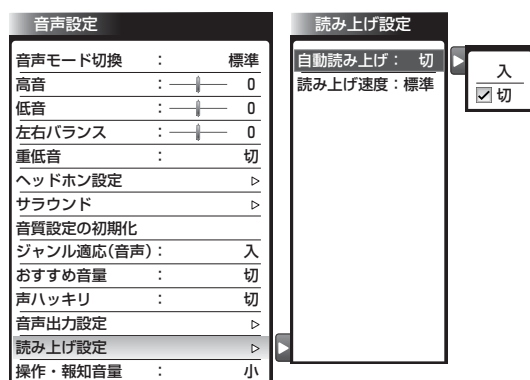 音声設定
音声モード切換 : 標準
高音 : 0
低音 : 0
左右バランス : 0
重低音 : 切
ヘッドホン設定
サラウンド
音質設定の初期化
ジャンル適応(音声) : 入
おすすめ音量 : 切
声ハッキリ : 切
音声出力設定
読み上げ設定
操作・報知音量 : 小
読み上げ設定
自動読み上げ : 切
読み上げ速度 : 標準
入
切